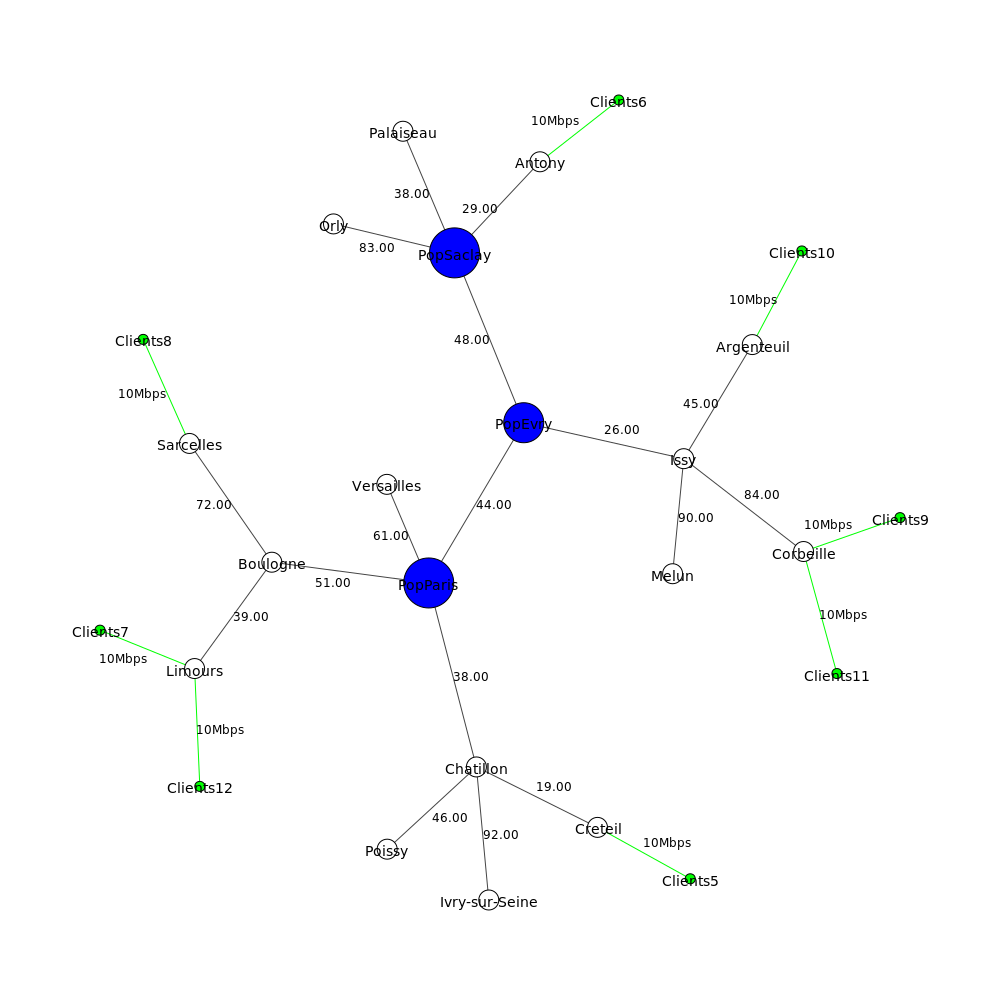 Clients6
10Mbps
Palaiseau
Antony
38.00
29.00
Orly
83.00
PopSaclay
Clients10
10Mbps
48.00
Clients8
Argenteuil
10Mbps
45.00
PopEvry
26.00
Sarcelles
Issy
Versailles
84.00
72.00
44.00
90.00
Clients9
10Mbps
61.00
Corbeille
Boulogne
51.00
PopParis
Melun
39.00
10Mbps
Clients7
10Mbps
Limours
38.00
Clients11
10Mbps
Chatillon
Clients12
19.00
46.00
92.00
Creteil
10Mbps
Poissy
Clients5
Ivry-sur-Seine